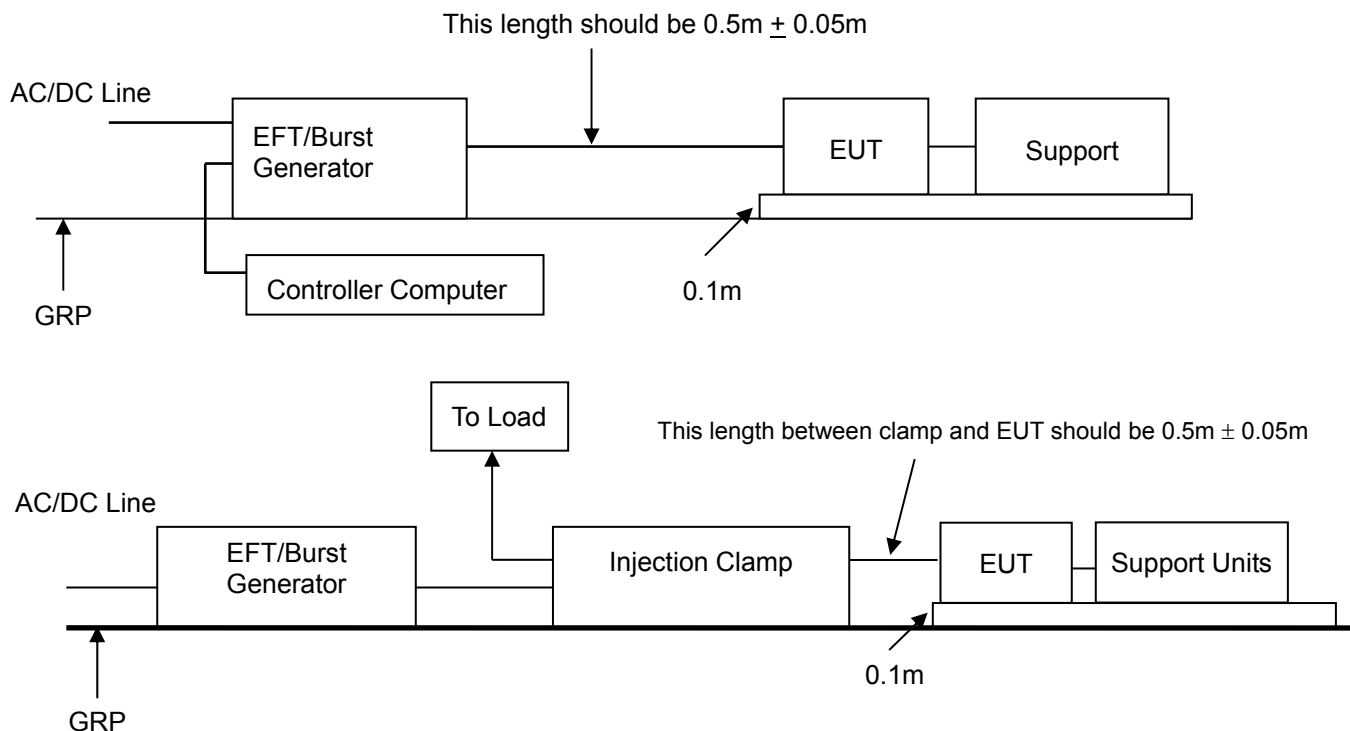 This length should be 0.5m ± 0.05m
AC/DC Line
EFT/Burst
Generator
EUT
Support
Controller Computer
0.1m
GRP
To Load
This length between clamp and EUT should be 0.5m ± 0.05m
AC/DC Line
EFT/Burst
Generator
Injection Clamp
EUT
Support Units
0.1m
GRP